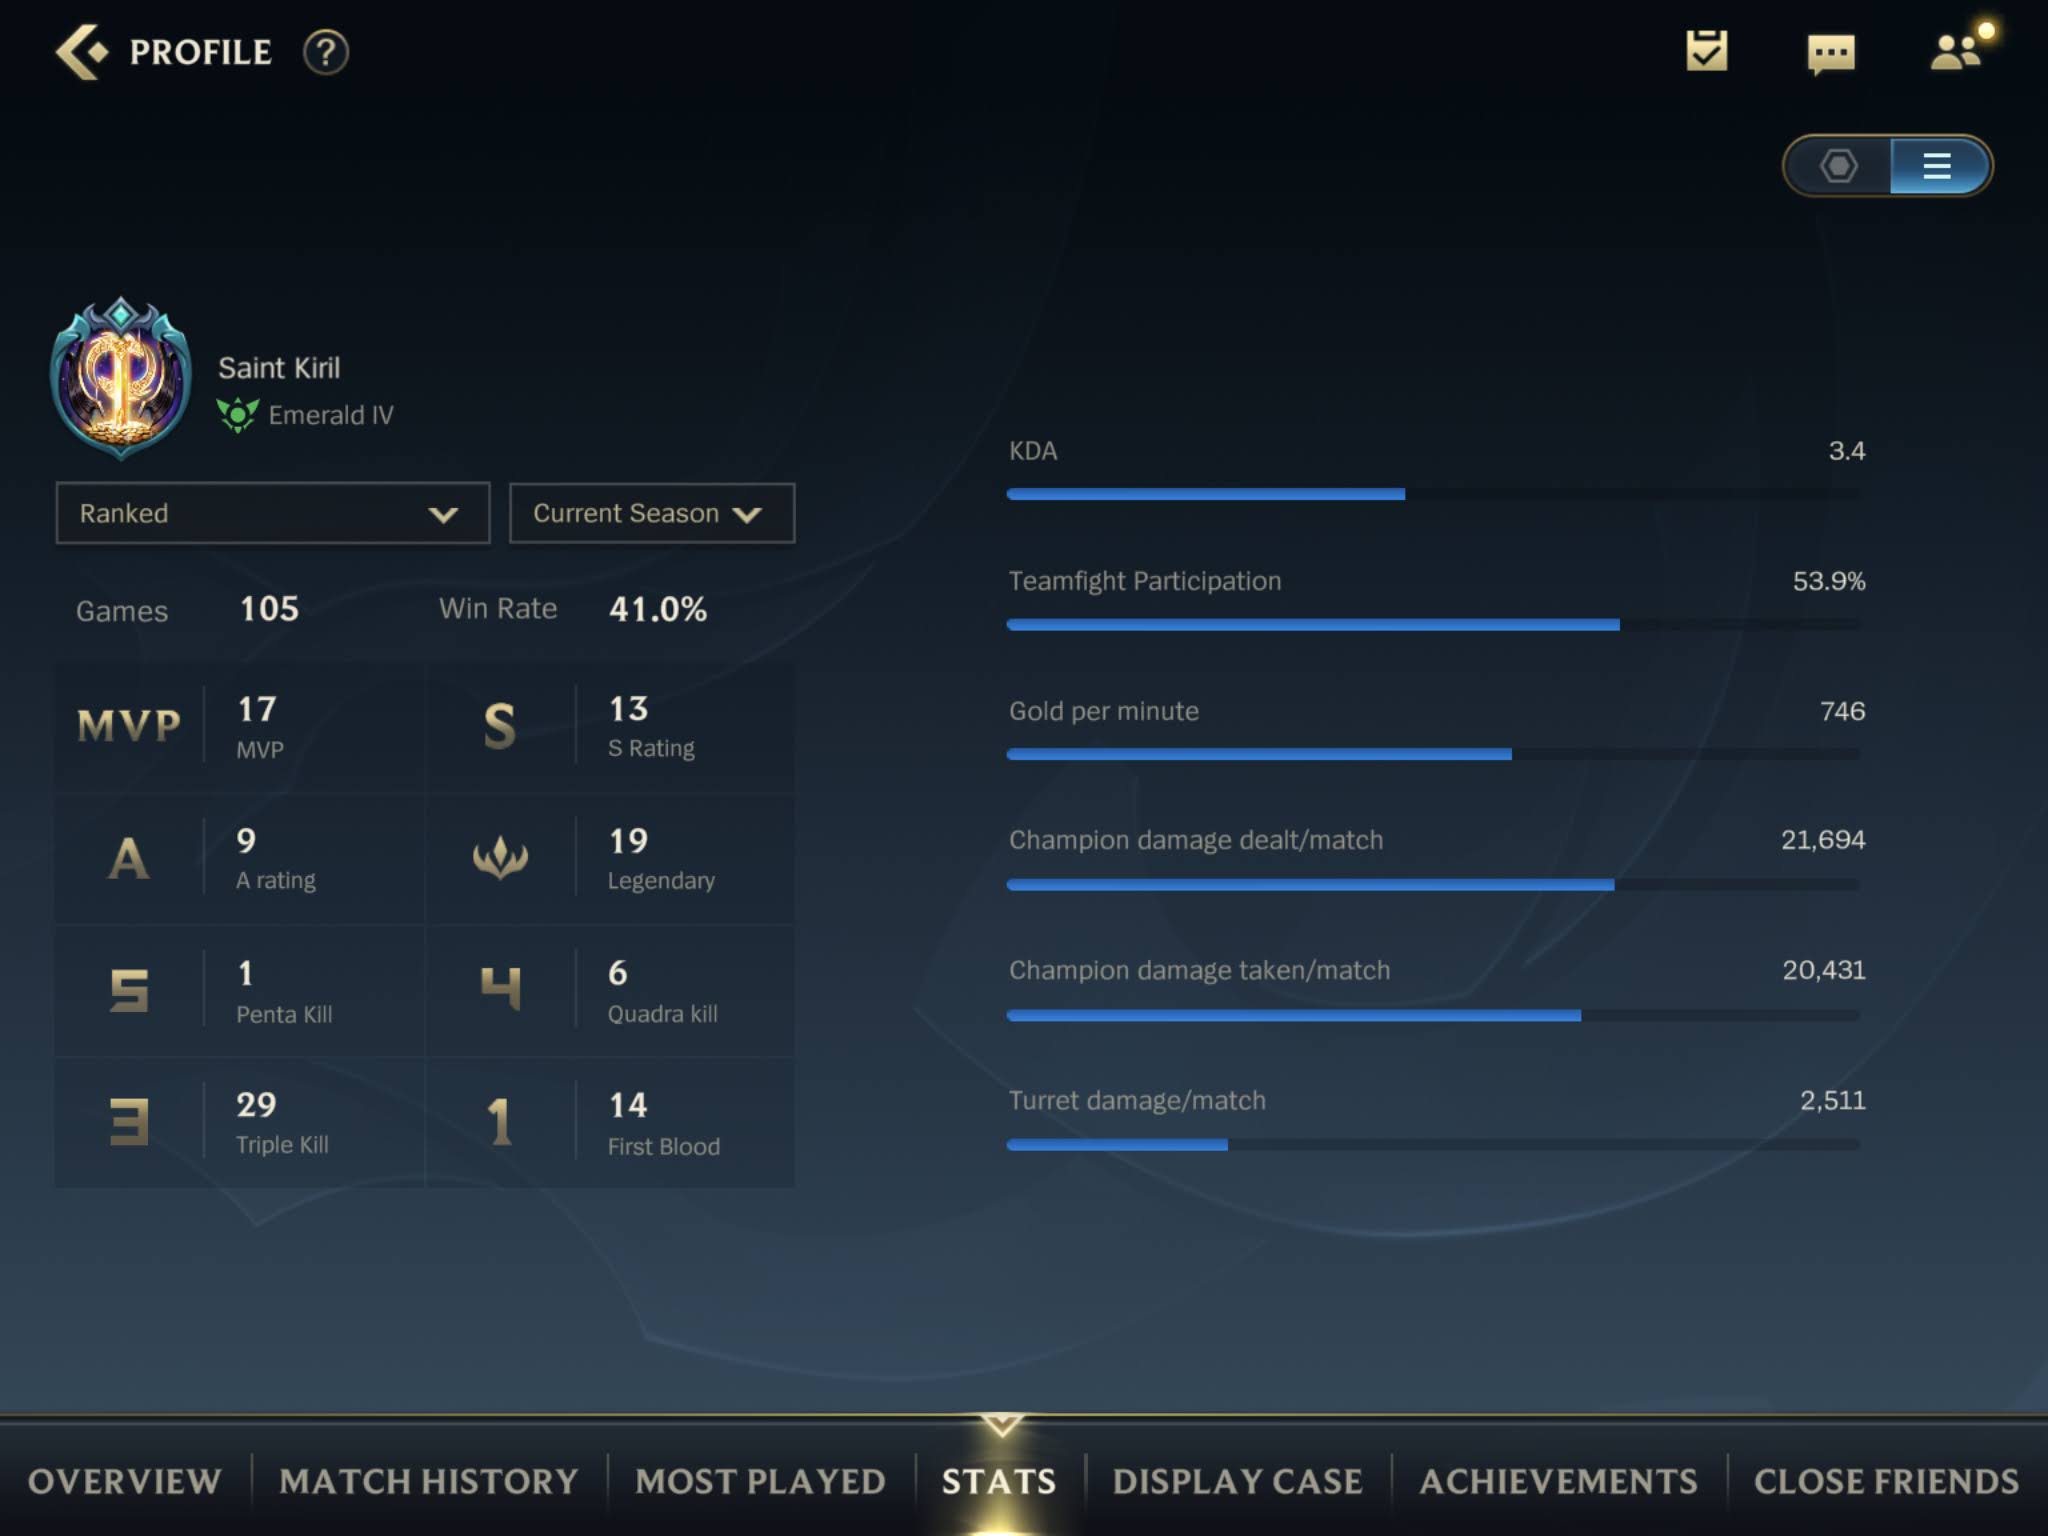 PROFILE ?
Saint Kiril
Emerald IV
Ranked
Current Season
Games 105
Win Rate 41.0%
MVP 17 MVP
S 13 S Rating
A 9 A rating
19 Legendary
5 1 Penta Kill
4 6 Quadra kill
3 29 Triple Kill
1 14 First Blood
KDA 3.4
Teamfight Participation 53.9%
Gold per minute 746
Champion damage dealt/match 21,694
Champion damage taken/match 20,431
Turret damage/match 2,511
OVERVIEW MATCH HISTORY MOST PLAYED STATS DISPLAY CASE ACHIEVEMENTS CLOSE FRIENDS